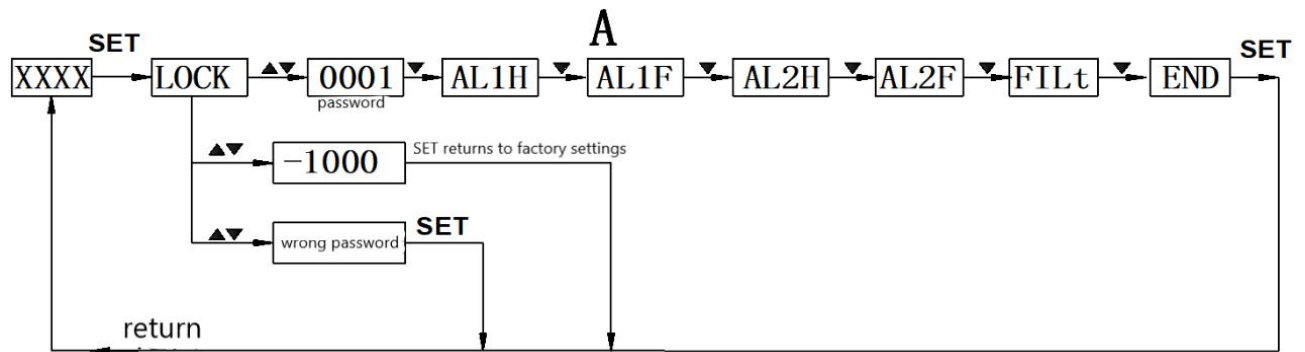 A
SET
SET
XXXX
LOCK
0001
AL1H
AL1F
AL2H
AL2F
FILt
END
password
-1000
SET returns to factory settings
wrong password
SET
return